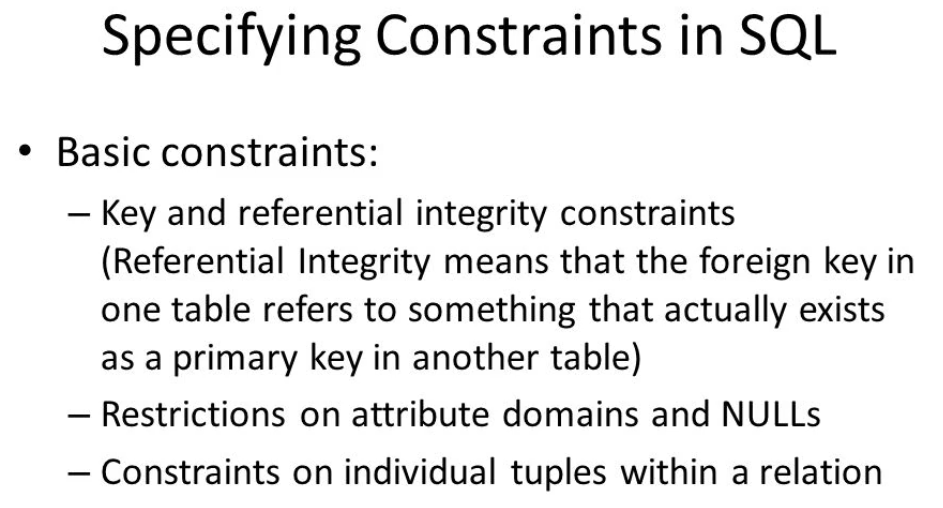 Specifying Constraints in SQL
• Basic constraints:
– Key and referential integrity constraints
(Referential Integrity means that the foreign key in
one table refers to something that actually exists
as a primary key in another table)
– Restrictions on attribute domains and NULLs
– Constraints on individual tuples within a relation